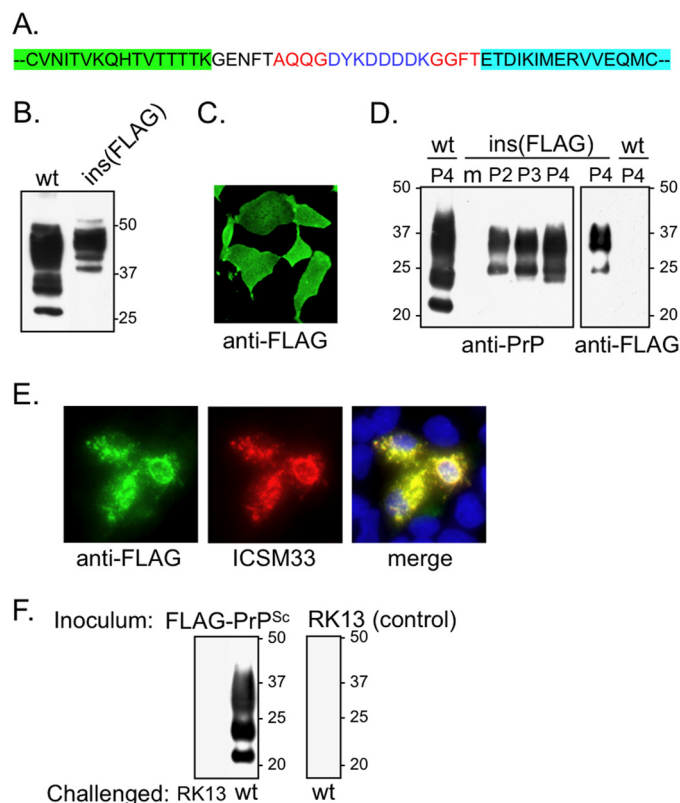 A.
--CVNITVKQHTVTTTTKGENFTAQQGDYKDDDDKGGFTETDIKIMERVVEQMC--
B.
wt ins(FLAG)
50
37
25
C.
anti-FLAG
D.
wt ins(FLAG) wt
P4 m P2 P3 P4 P4 P4
50 50
37 37
25 25
20 20
anti-PrP anti-FLAG
E.
anti-FLAG ICSM33 merge
F.
Inoculum: FLAG-PrPSc RK13 (control)
50 50
37 37
25 25
20 20
Challenged: RK13 wt wt